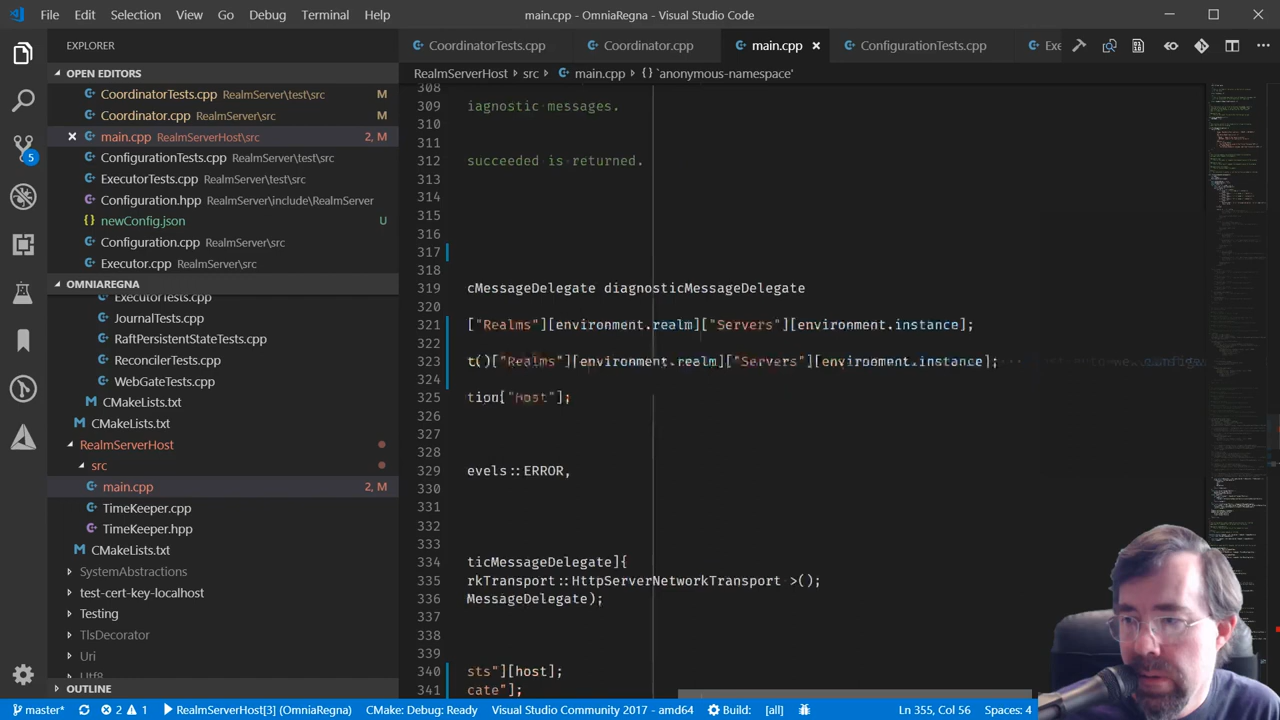 File Edit Selection View Go Debug Terminal Help
main.cpp - OmniaRegna - Visual Studio Code
EXPLORER
OPEN EDITORS
CoordinatorTests.cpp RealmServer\test\src M
Coordinator.cpp RealmServer\src M
main.cpp RealmServerHost\src 2, M
ConfigurationTests.cpp RealmServer\test\src
ExecutorTests.cpp RealmServer\test\src
Configuration.hpp RealmServer\include\RealmServer
newConfig.json U
Configuration.cpp RealmServer\src
Executor.cpp RealmServer\src
OMNIAREGNA
ExecutorTests.cpp
JournalTests.cpp
RaftPersistentStateTests.cpp
ReconcilerTests.cpp
WebGateTests.cpp
CMakeLists.txt
CMakeLists.txt
RealmServerHost
src
main.cpp 2, M
TimeKeeper.cpp
TimeKeeper.hpp
CMakeLists.txt
SystemAbstractions
test-cert-key-localhost
Testing
TlsDecorator
Uri
Utf8
OUTLINE
CoordinatorTests.cpp Coordinator.cpp main.cpp ConfigurationTests.cpp Exe
RealmServerHost src main.cpp {} `anonymous-namespace'
308
309 iagnostic messages.
310
311
312 succeeded is returned.
313
314
315
316
317
318
319 cMessageDelegate diagnosticMessageDelegate
320
321 ["Realms"][environment.realm]["Servers"][environment.instance];
322
323 t()["Realms"][environment.realm]["Servers"][environment.instance];
324
325 tion["Host"];
326
327
328
329 evels::ERROR,
330
331
332
333
334 ticMessageDelegate]{
335 rkTransport::HttpServerNetworkTransport >();
336 MessageDelegate);
337
338
339
340 sts"][host];
341 cate"];
5
master* 2 1 RealmServerHost[3] (OmniaRegna) CMake: Debug: Ready Visual Studio Community 2017 - amd64 Build: [all] Ln 355, Col 56 Spaces: 4